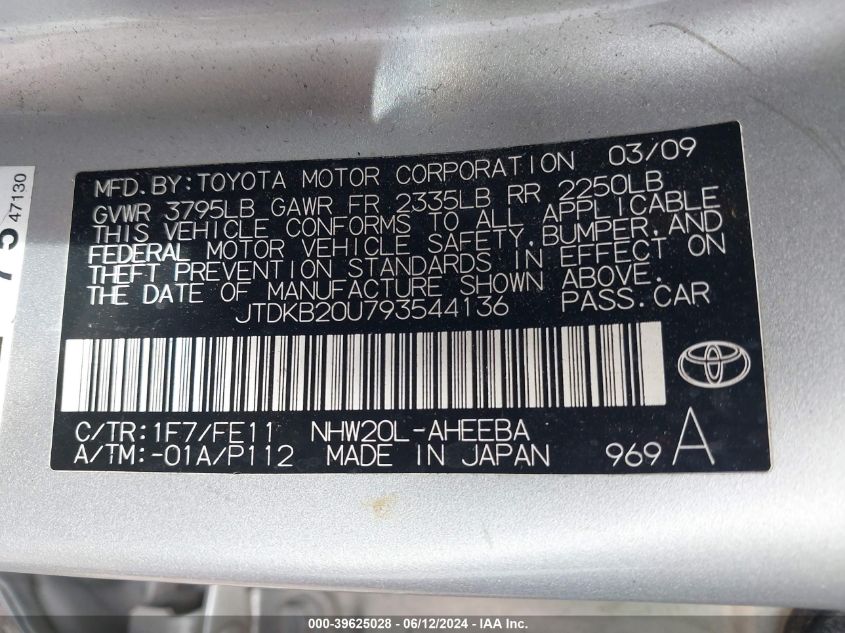 MFD. BY: TOYOTA MOTOR CORPORATION 03/09
GVWR 3795LB GAWR FR 2335LB RR 2250LB
THIS VEHICLE CONFORMS TO ALL APPLICABLE
FEDERAL MOTOR VEHICLE SAFETY, BUMPER, AND
THEFT PREVENTION STANDARDS IN EFFECT ON
THE DATE OF MANUFACTURE SHOWN ABOVE.
JTDKB20U793544136 PASS. CAR
C/TR: 1F7/FE11 NHW20L-AHEEBA
A/TM: -01A/P112 MADE IN JAPAN 969 A
47130
000-39625028 - 06/12/2024 - IAA Inc.